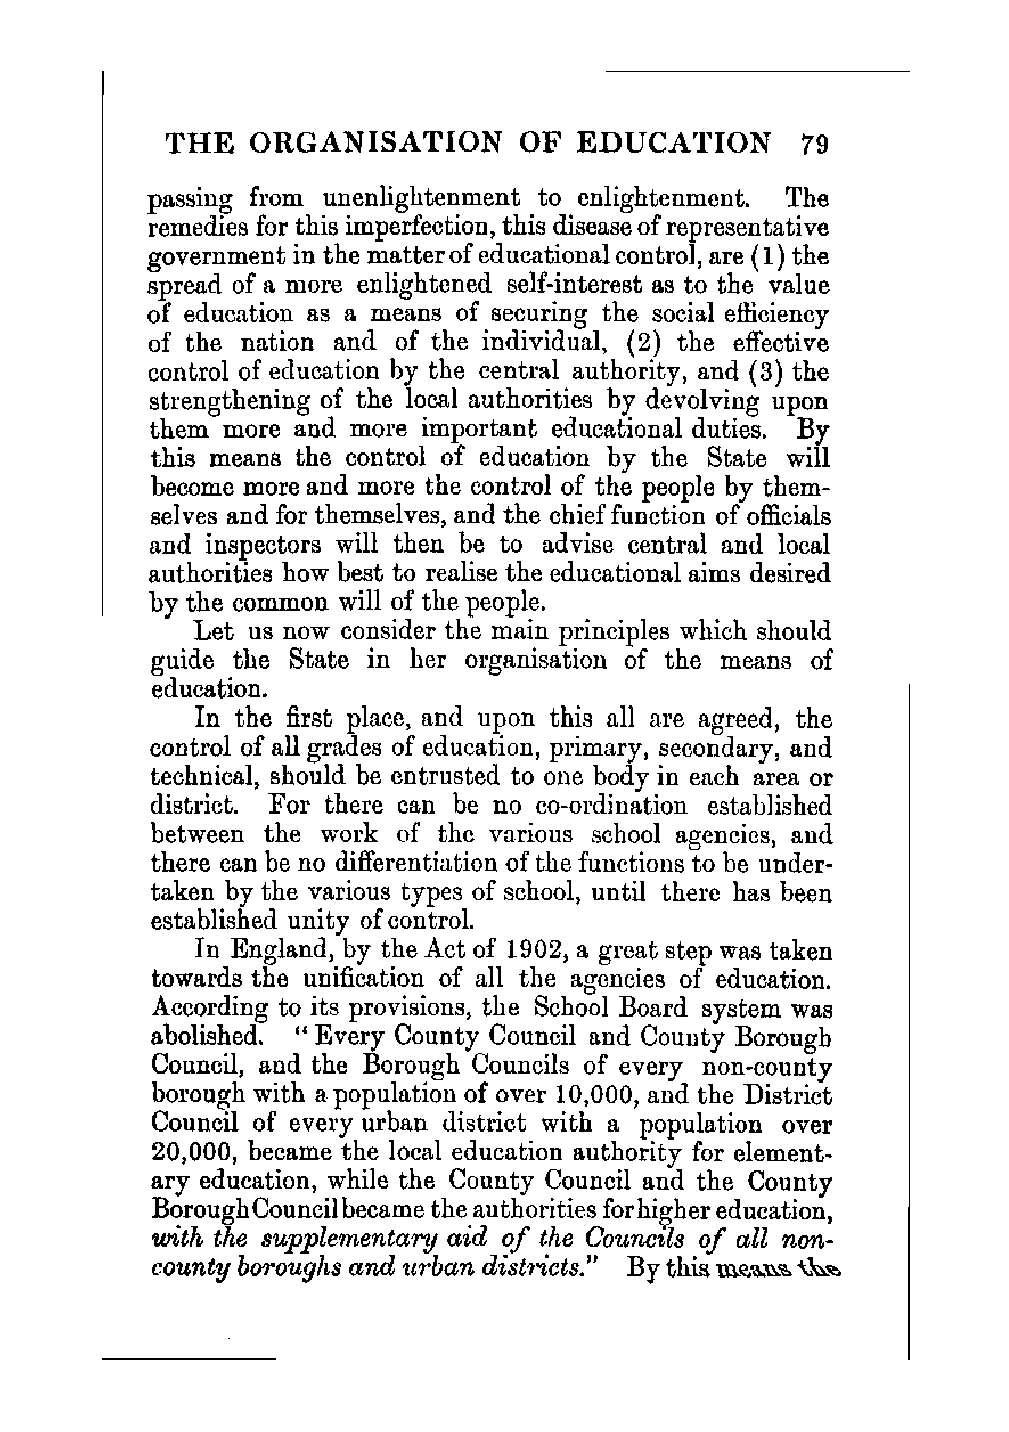 THE ORGANISATION OF EDUCATION 79
passing from unenlightenment to enlightenment. The
remedies for this imperfection, this disease of representative
government in the matter of educational control, are (1) the
spread of a more enlightened self-interest as to the value
of education as a means of securing the social efficiency
of the nation and of the individual, (2) the effective
control of education by the central authority, and (3) the
strengthening of the local authorities by devolving upon
them more and more important educational duties. By
this means the control of education by the State will
become more and more the control of the people by them-
selves and for themselves, and the chief function of officials
and inspectors will then be to advise central and local
authorities how best to realise the educational aims desired
by the common will of the people.
Let us now consider the main principles which should
guide the State in her organisation of the means of
education.
In the first place, and upon this all are agreed, the
control of all grades of education, primary, secondary, and
technical, should be entrusted to one body in each area or
district. For there can be no co-ordination established
between the work of the various school agencies, and
there can be no differentiation of the functions to be under-
taken by the various types of school, until there has been
established unity of control.
In England, by the Act of 1902, a great step was taken
towards the unification of all the agencies of education.
According to its provisions, the School Board system was
abolished. "Every County Council and County Borough
Council, and the Borough Councils of every non-county
borough with a population of over 10,000, and the District
Council of every urban district with a population over
20,000, became the local education authority for element-
ary education, while the County Council and the County
Borough Council became the authorities for higher education,
with the supplementary aid of the Councils of all non-
county boroughs and urban districts." By this means the